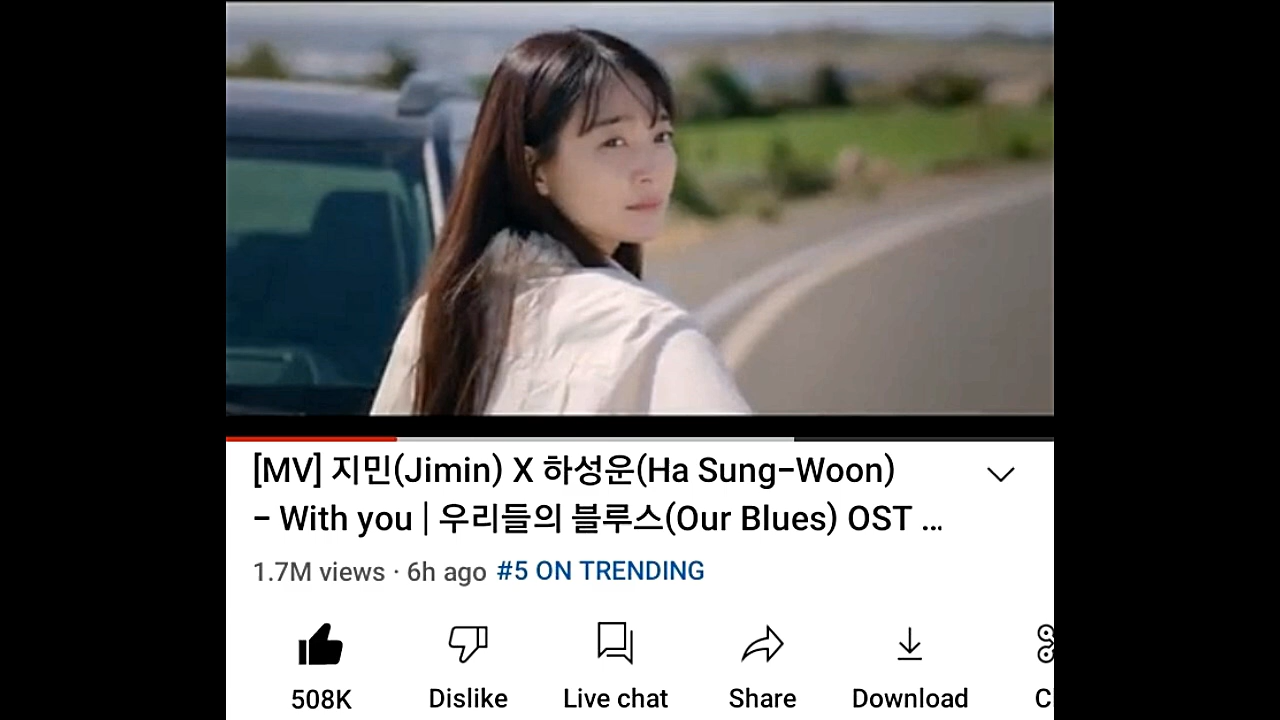 [MV] 지민(Jimin) X 하성운(Ha Sung-Woon)
- With you | 우리들의 블루스(Our Blues) OST ...
1.7M views · 6h ago #5 ON TRENDING
508K Dislike Live chat Share Download